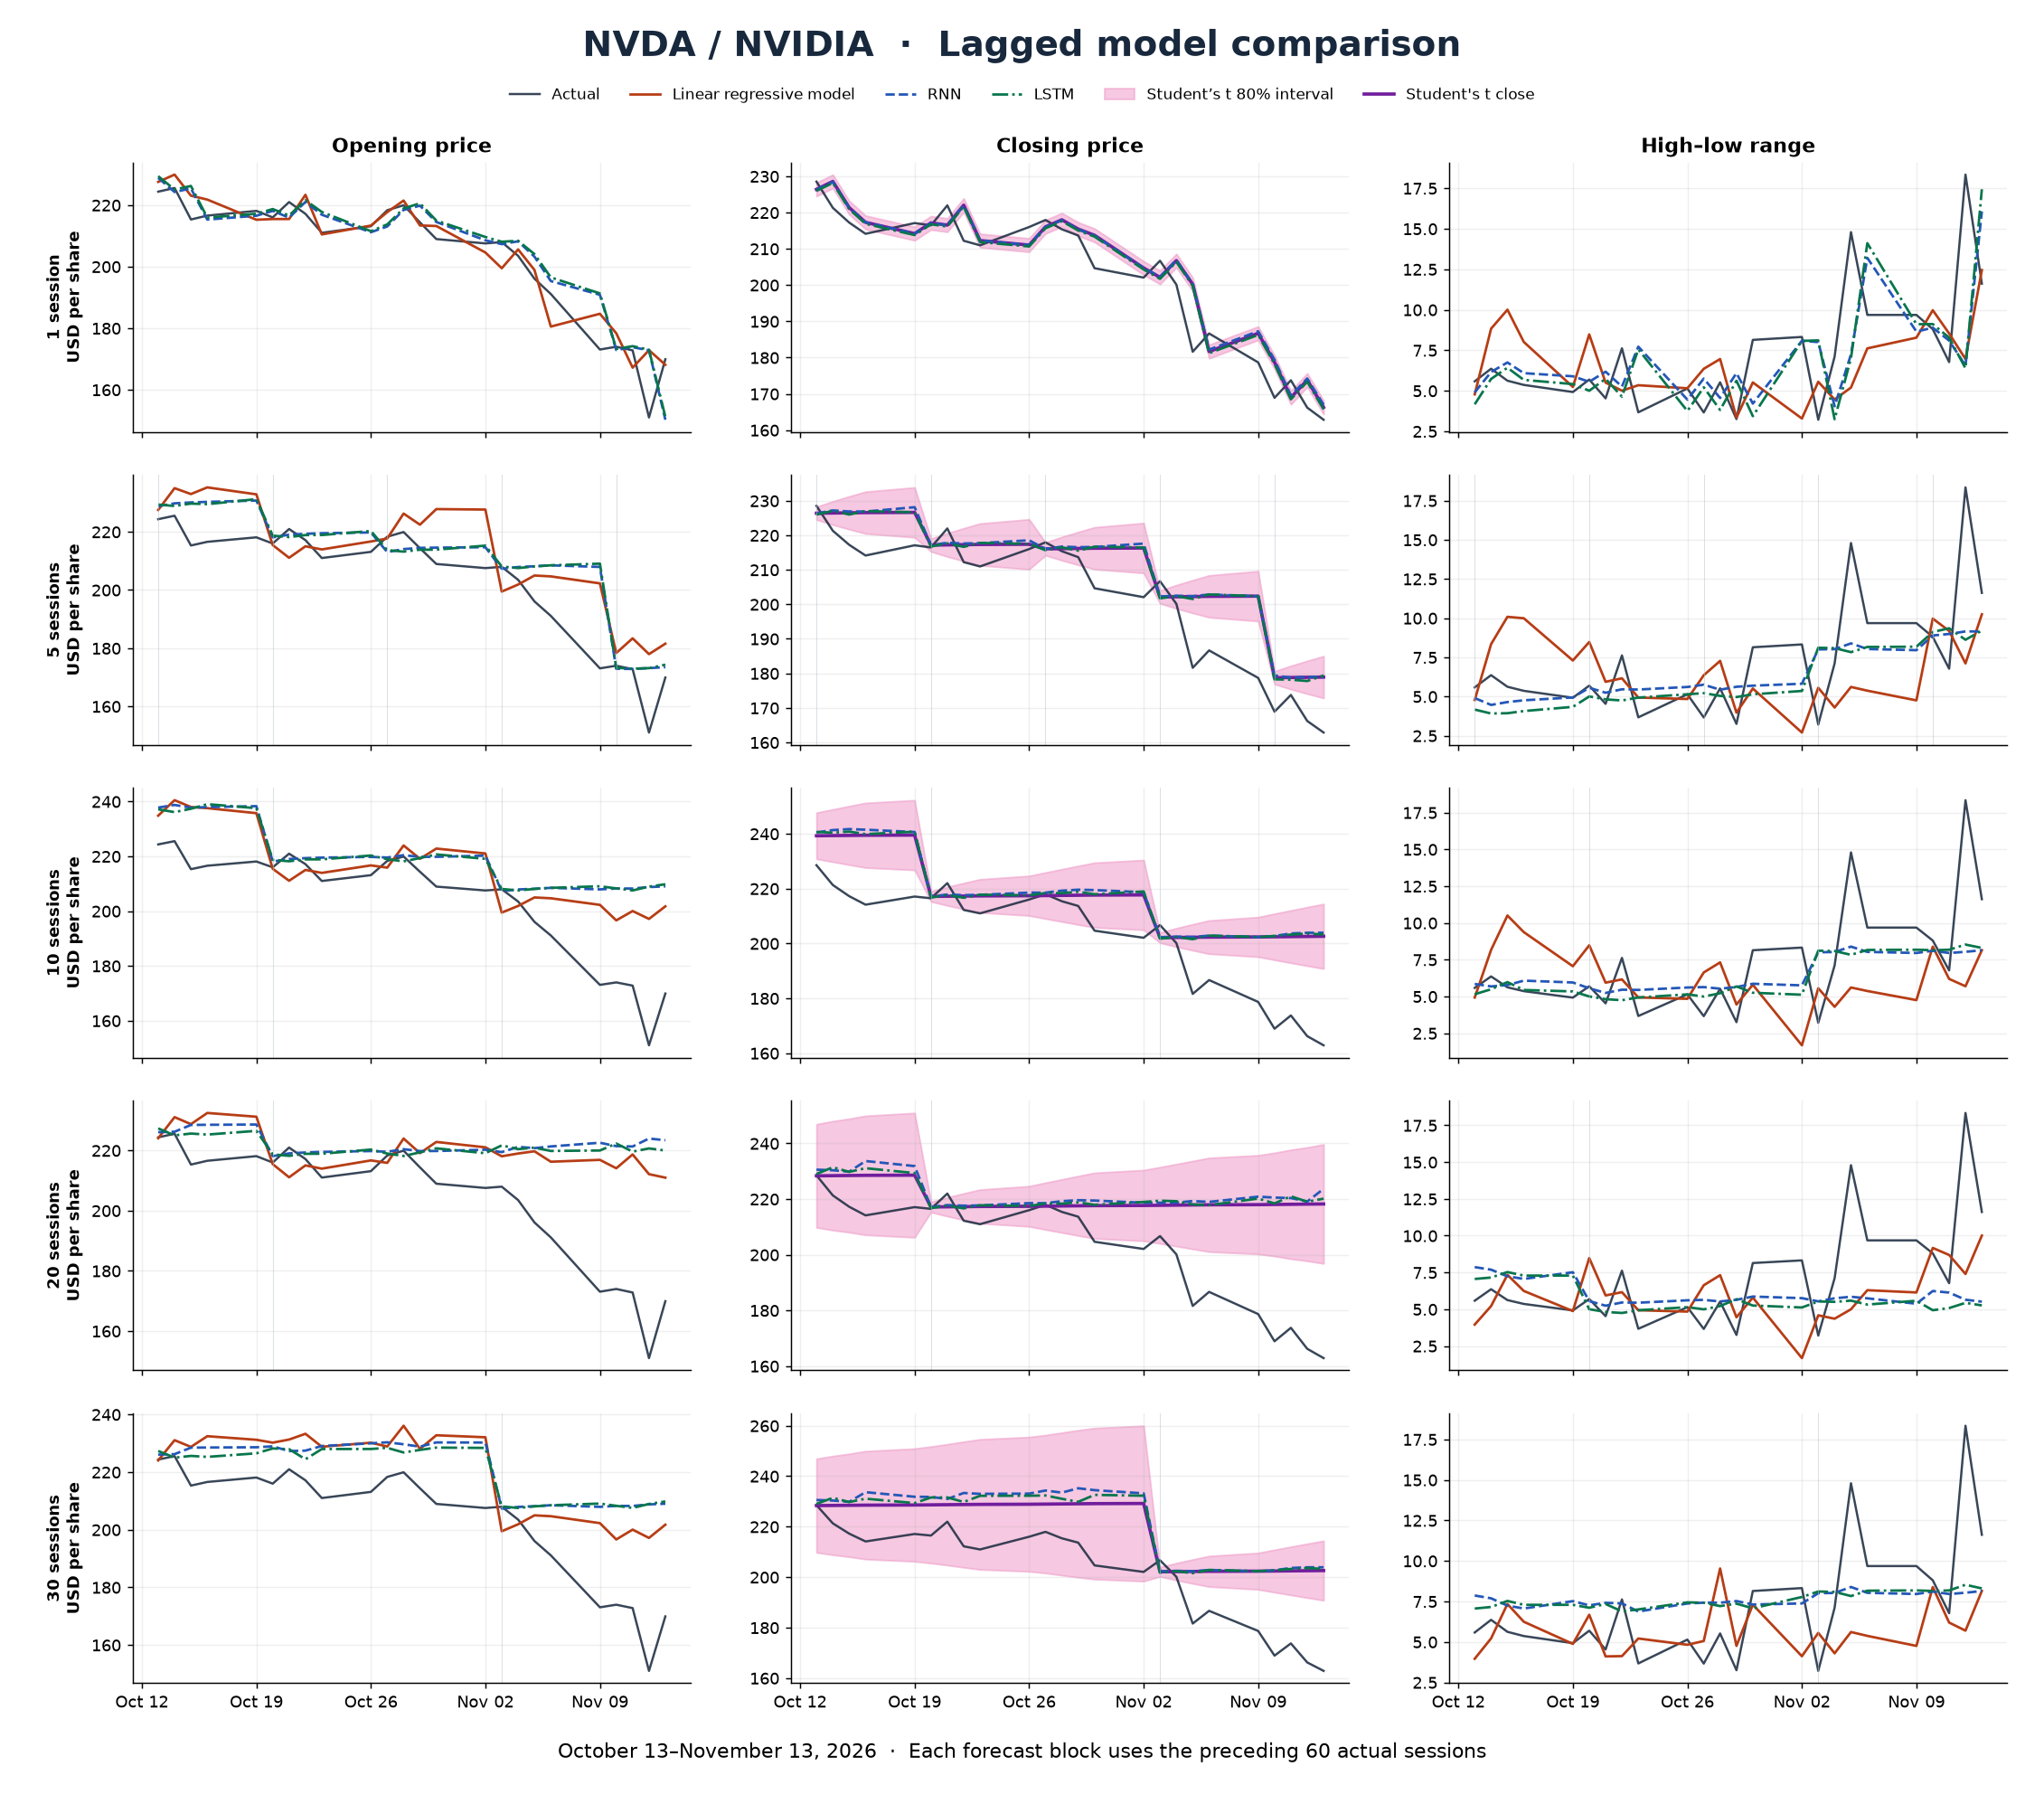 NVDA / NVIDIA · Lagged model comparison
Actual
Linear regressive model
RNN
LSTM
Student’s t 80% interval
Student's t close
Opening price
Closing price
High–low range
1 session
USD per share
220
200
180
160
230
220
210
200
190
180
170
160
17.5
15.0
12.5
10.0
7.5
5.0
2.5
5 sessions
USD per share
220
200
180
160
230
220
210
200
190
180
170
160
17.5
15.0
12.5
10.0
7.5
5.0
2.5
10 sessions
USD per share
240
220
200
180
160
240
220
200
180
160
17.5
15.0
12.5
10.0
7.5
5.0
2.5
20 sessions
USD per share
220
200
180
160
240
220
200
180
160
17.5
15.0
12.5
10.0
7.5
5.0
2.5
30 sessions
USD per share
240
220
200
180
160
260
240
220
200
180
160
17.5
15.0
12.5
10.0
7.5
5.0
2.5
Oct 12
Oct 19
Oct 26
Nov 02
Nov 09
Oct 12
Oct 19
Oct 26
Nov 02
Nov 09
Oct 12
Oct 19
Oct 26
Nov 02
Nov 09
October 13–November 13, 2026 · Each forecast block uses the preceding 60 actual sessions